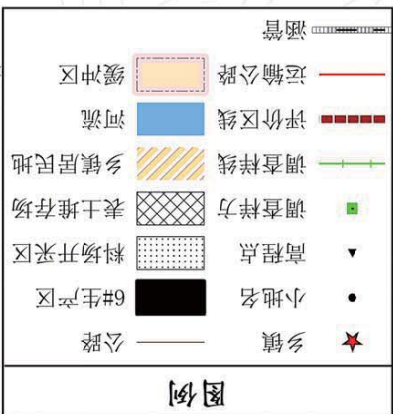 图例
乡镇 公路
小地名 6#生产区
高程点 料场开采区
调查样方 表土堆存场
调查样线 乡镇居民地
评价区线 河流
运输公路 缓冲区
涵管